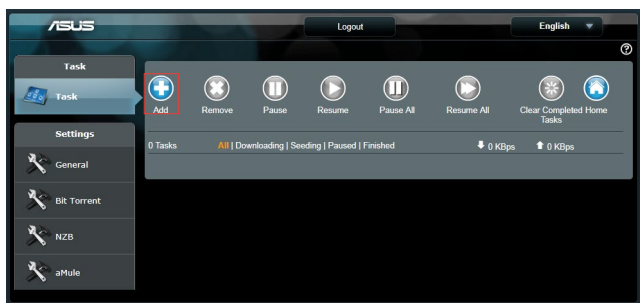 ASUS
Logout
English
Task
Task
Add
Remove
Pause
Resume
Pause All
Resume All
Clear Completed Tasks
Home
0 Tasks
All | Downloading | Seeding | Paused | Finished
0 KBps
0 KBps
Settings
General
Bit Torrent
NZB
aMule